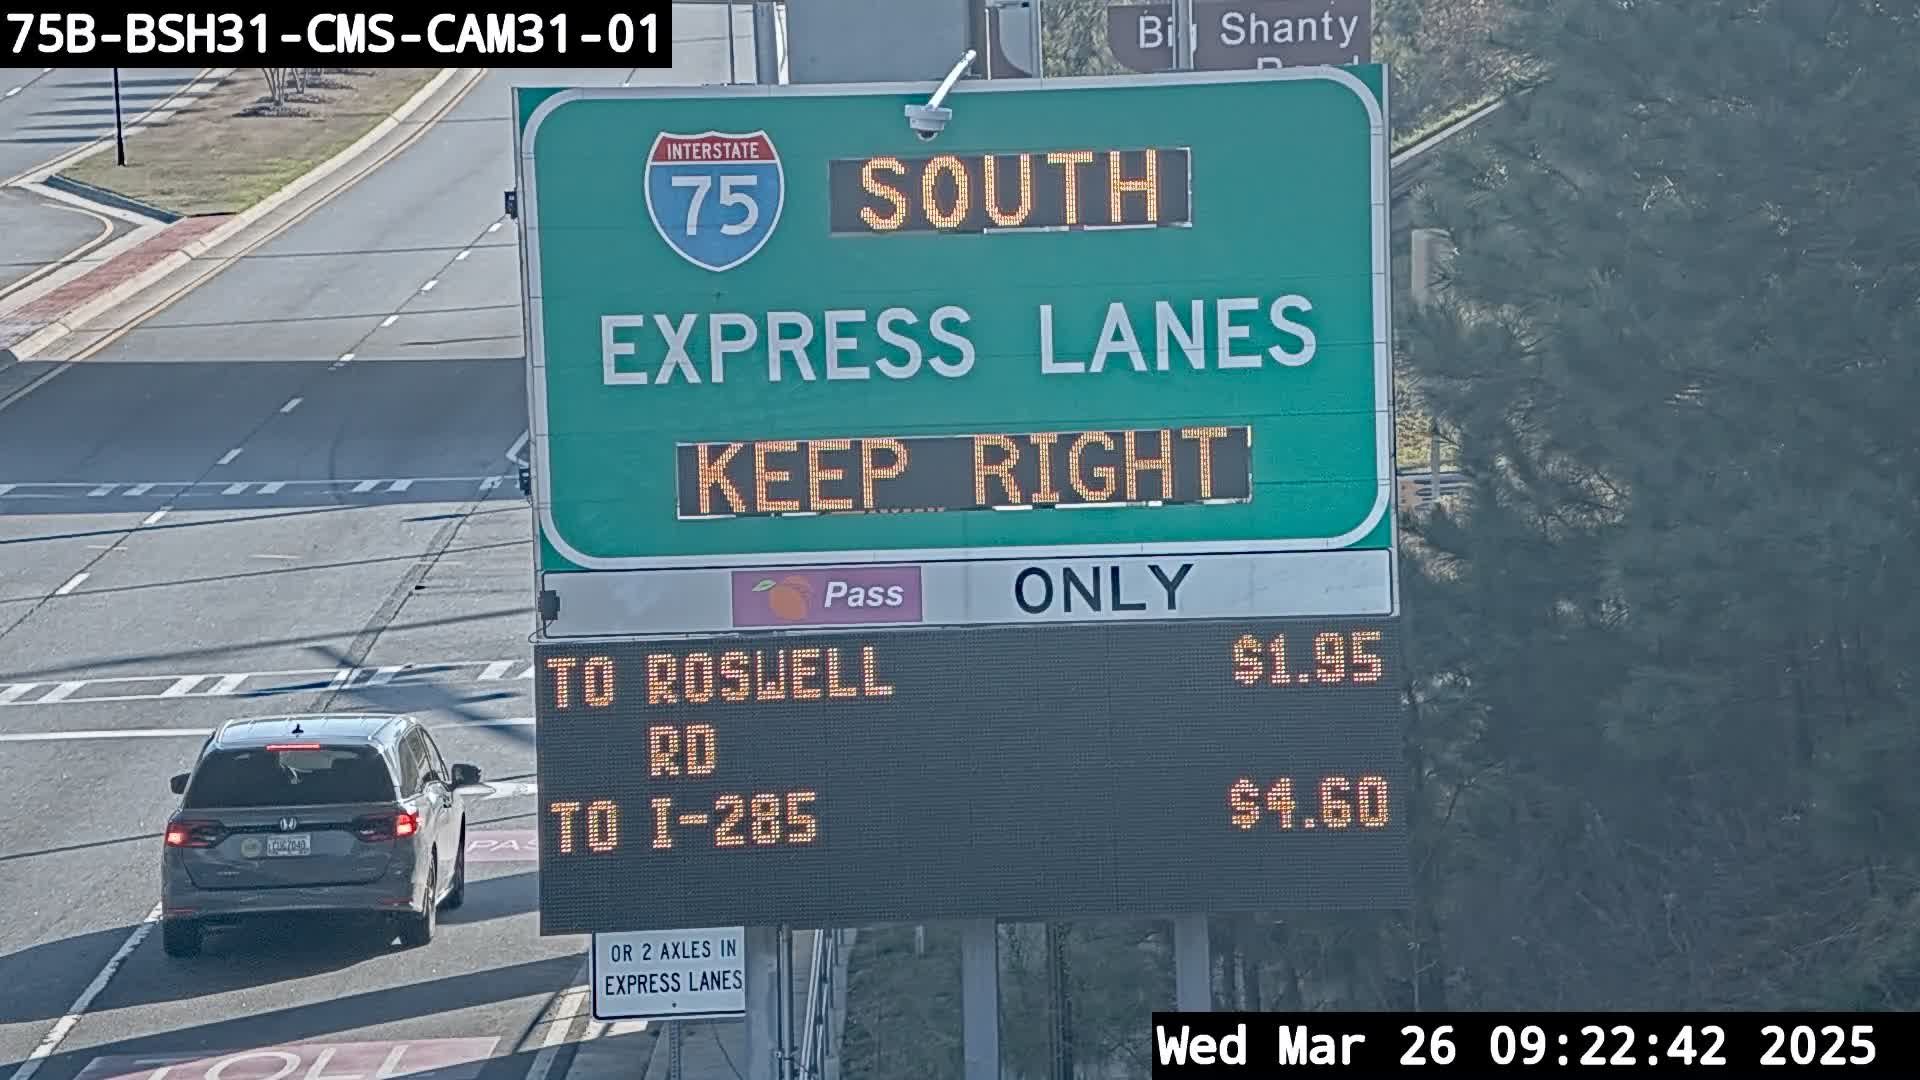 75B-BSH31-CMS-CAM31-01
Big Shanty
Road
INTERSTATE
75
SOUTH
EXPRESS LANES
KEEP RIGHT
Pass ONLY
TO ROSWELL $1.95
RD
TO I-285 $4.60
OR 2 AXLES IN
EXPRESS LANES
PAS
TOLL
Wed Mar 26 09:22:42 2025